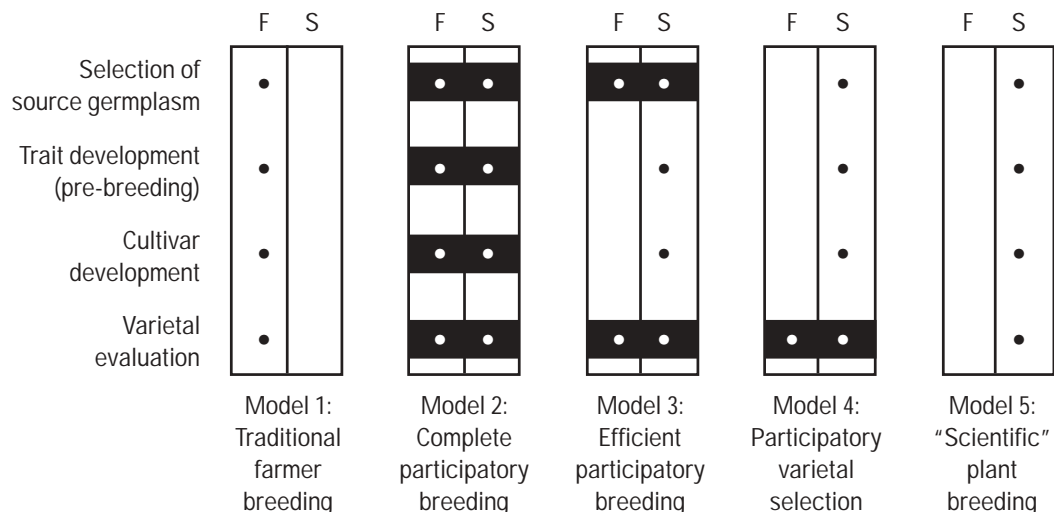 F S F S F S F S F S
Selection of
source germplasm
Trait development
(pre-breeding)
Cultivar
development
Varietal
evaluation
Model 1:
Traditional
farmer
breeding
Model 2:
Complete
participatory
breeding
Model 3:
Efficient
participatory
breeding
Model 4:
Participatory
varietal
selection
Model 5:
“Scientific”
plant
breeding